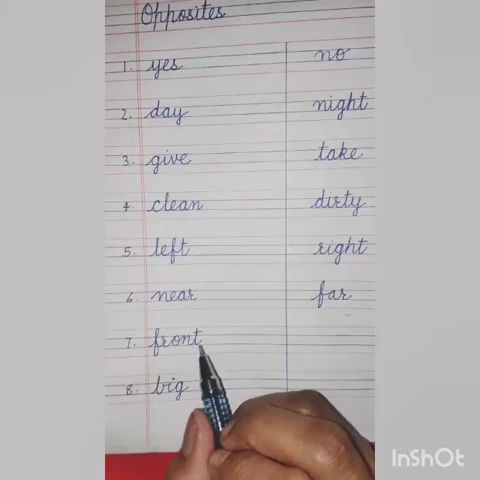 Opposites
1. yes no
2. day night
3. give take
4. clean dirty
5. left right
6. near far
7. front
8. big
InShOt